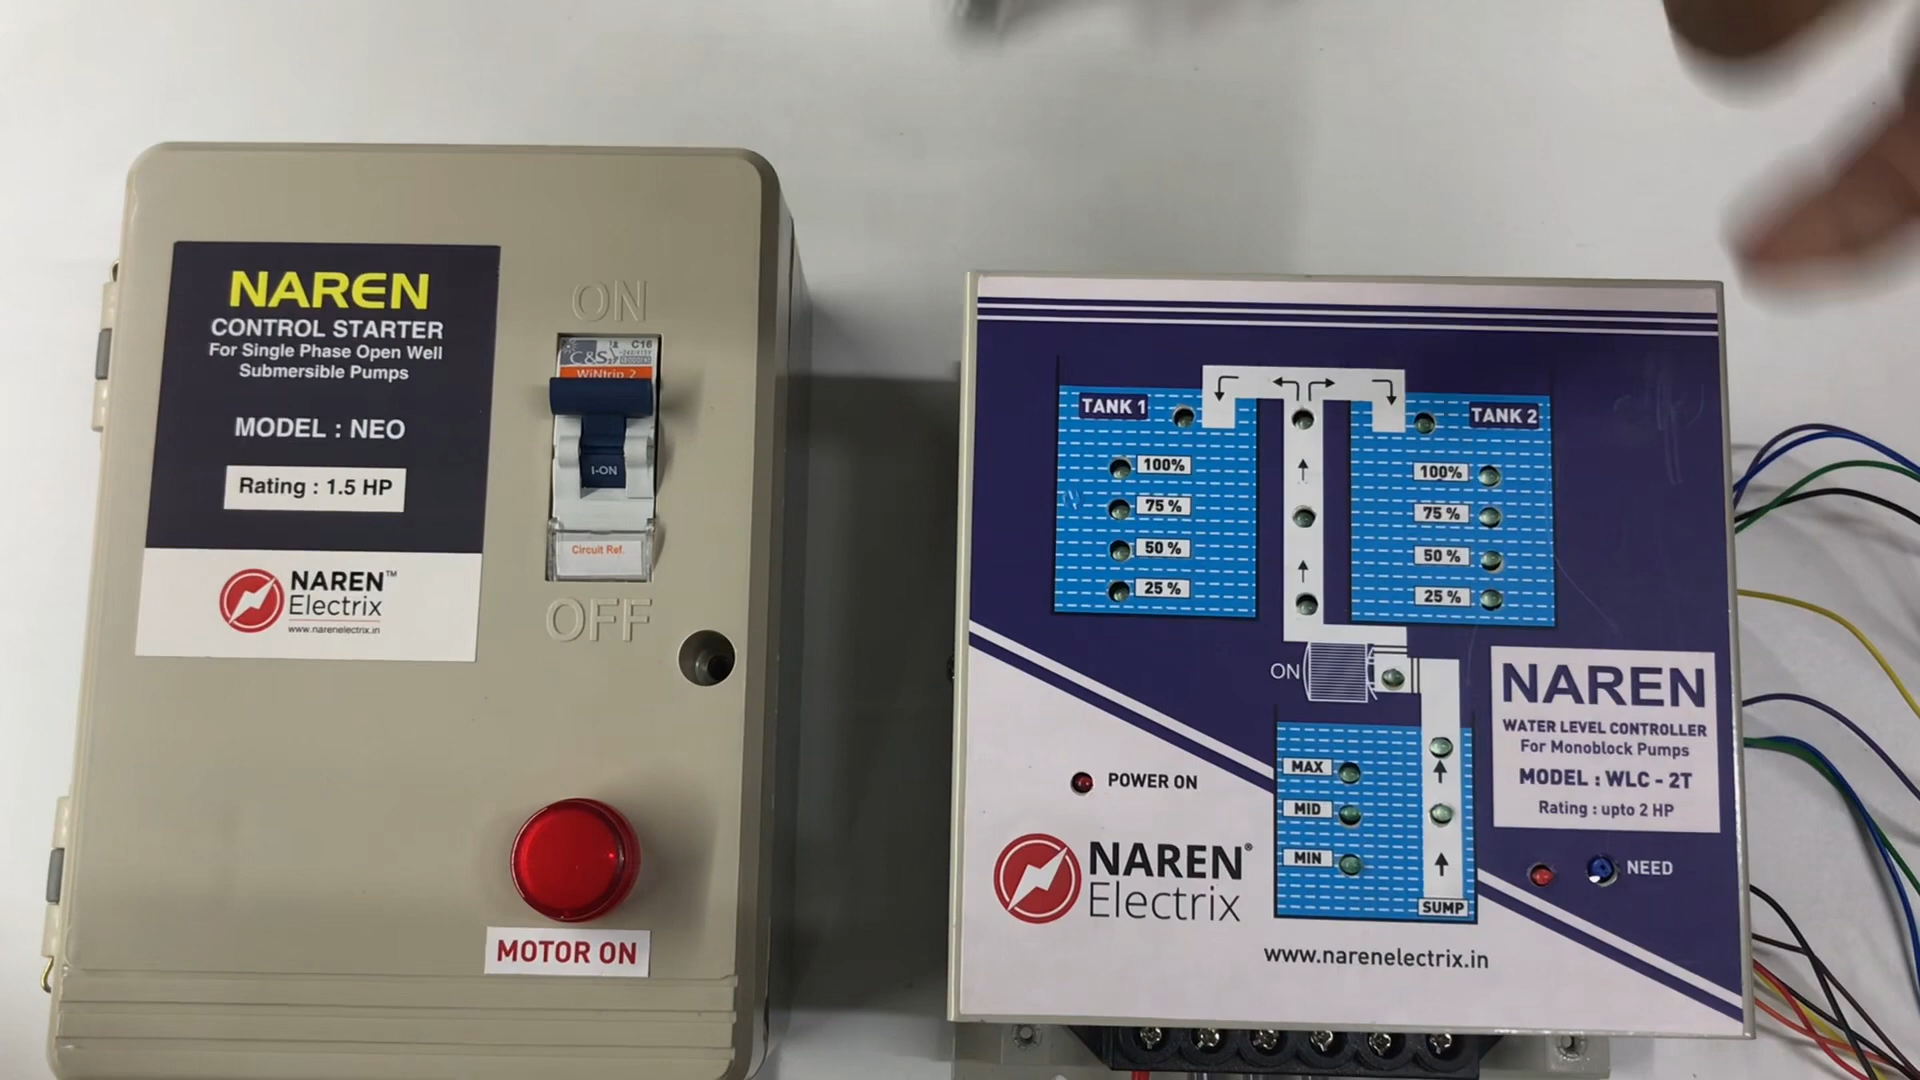 NAREN
CONTROL STARTER
For Single Phase Open Well
Submersible Pumps
MODEL : NEO
Rating : 1.5 HP
NAREN™
Electrix
www.narenelectrix.in
ON
C16
C&S
WiNtrip 2
I-ON
Circuit Ref.
OFF
MOTOR ON
TANK 1
100%
75 %
50 %
25 %
TANK 2
100%
75 %
50 %
25 %
ON
MAX
MID
MIN
SUMP
POWER ON
NAREN®
Electrix
www.narenelectrix.in
NAREN
WATER LEVEL CONTROLLER
For Monoblock Pumps
MODEL : WLC - 2T
Rating : upto 2 HP
NEED